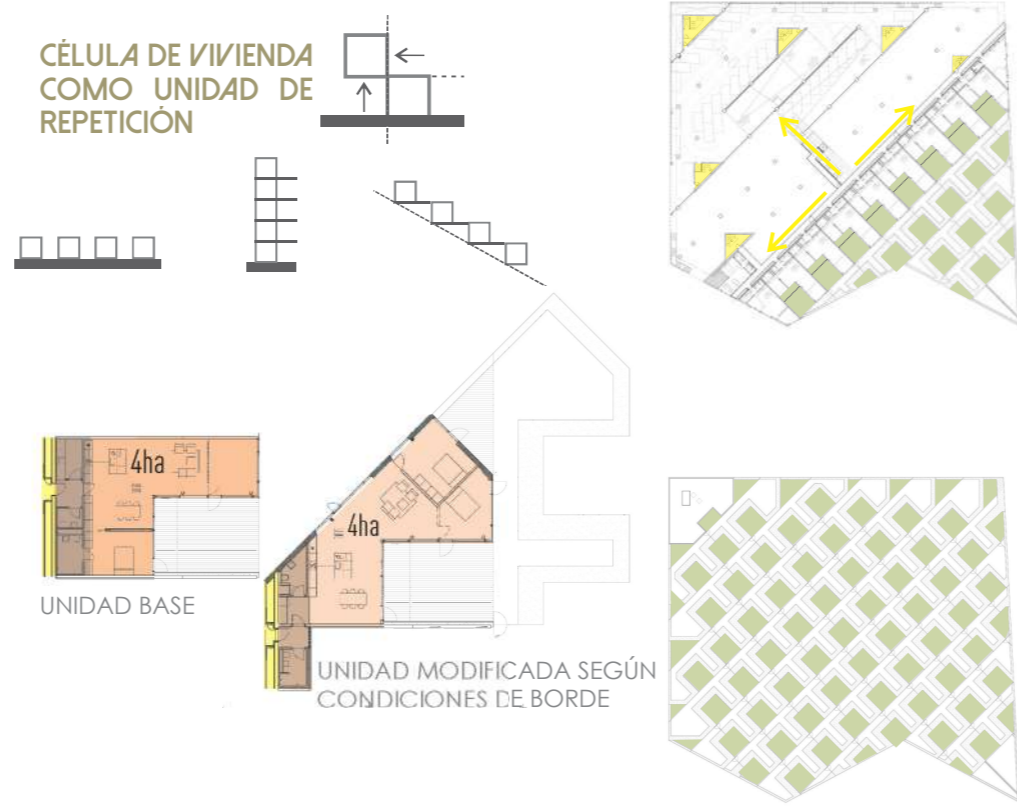 CÉLULA DE VIVIENDA
COMO UNIDAD DE
REPETICIÓN
4ha
4ha
UNIDAD BASE
UNIDAD MODIFICADA SEGÚN
CONDICIONES DE BORDE